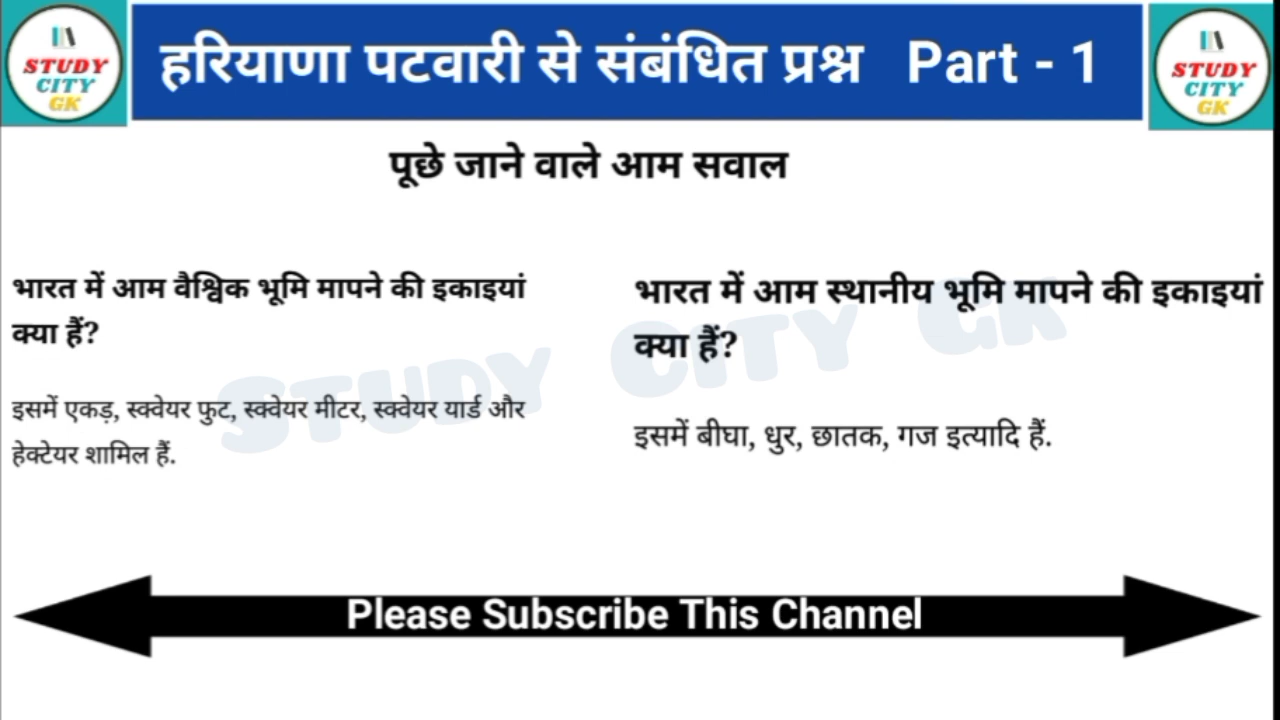 STUDY
CITY
GK
हरियाणा पटवारी से संबंधित प्रश्न Part - 1
STUDY
CITY
GK
पूछे जाने वाले आम सवाल
भारत में आम वैश्विक भूमि मापने की इकाइयां
क्या हैं?
इसमें एकड़, स्क्वेयर फुट, स्क्वेयर मीटर, स्क्वेयर यार्ड और
हेक्टेयर शामिल हैं.
भारत में आम स्थानीय भूमि मापने की इकाइयां
क्या हैं?
इसमें बीघा, धुर, छातक, गज इत्यादि हैं.
STUDY CITY GK
Please Subscribe This Channel